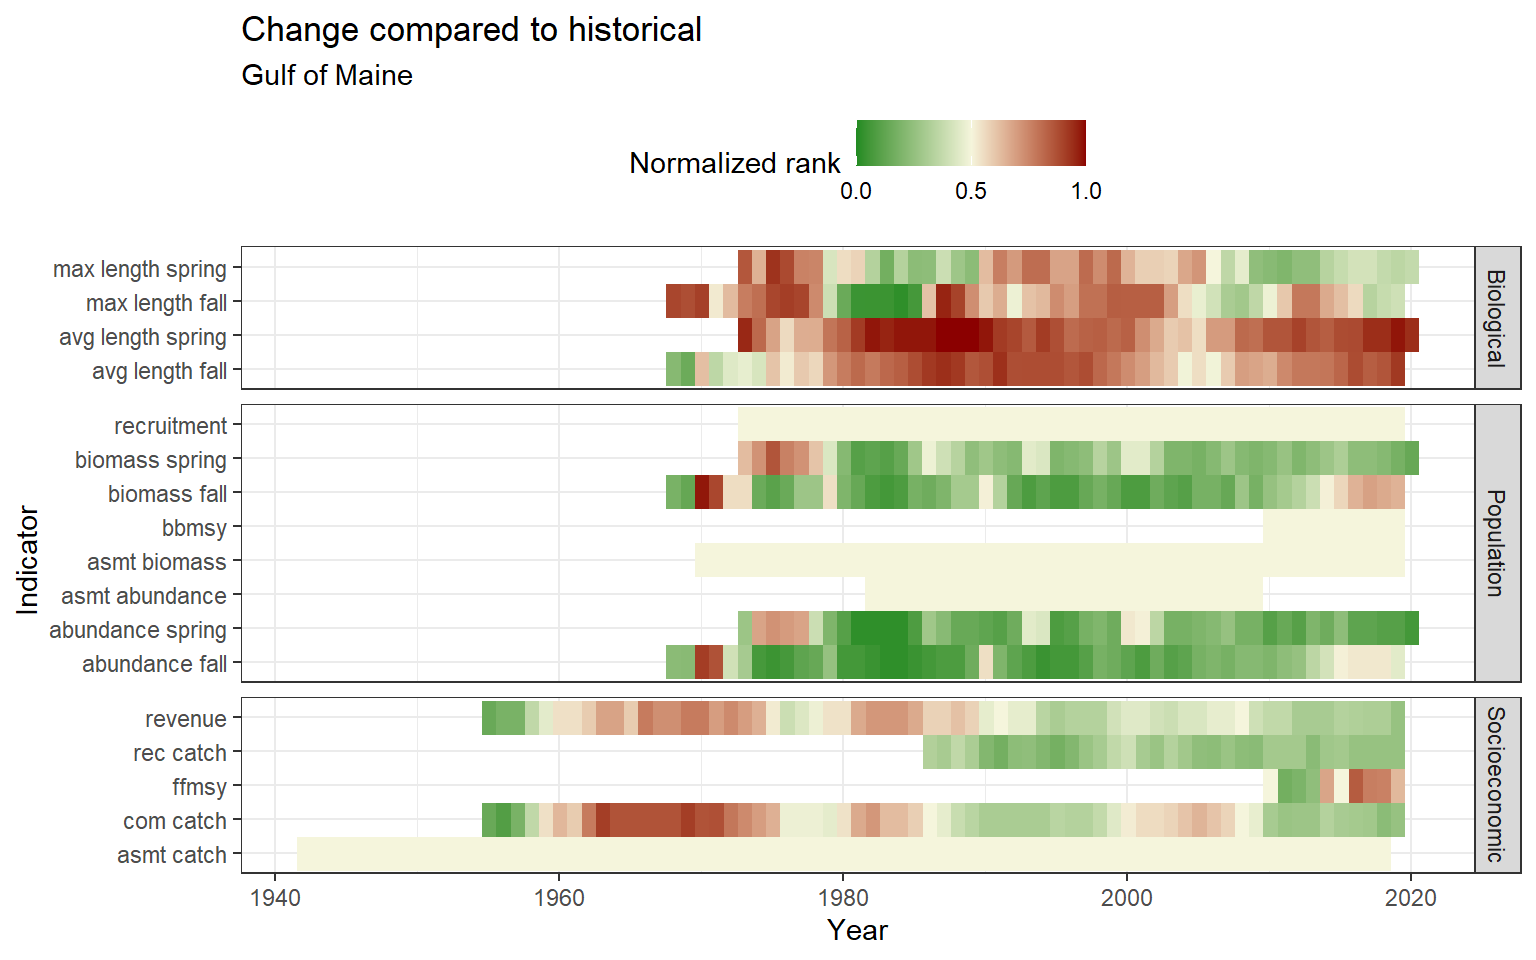 Change compared to historical
Gulf of Maine
Normalized rank
0.0 0.5 1.0
Indicator
max length spring
max length fall
avg length spring
avg length fall
Biological
recruitment
biomass spring
biomass fall
bbmsy
asmt biomass
asmt abundance
abundance spring
abundance fall
Population
revenue
rec catch
ffmsy
com catch
asmt catch
Socioeconomic
1940 1960 1980 2000 2020
Year